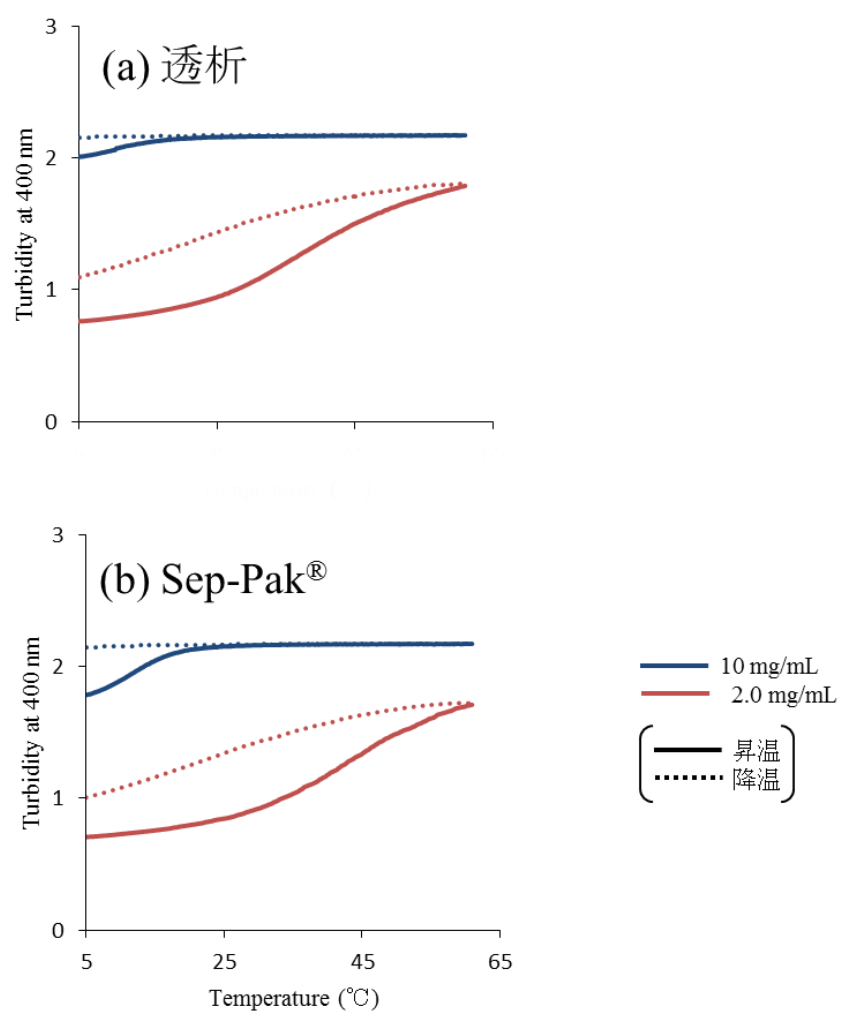 (a) 透析
3
2
1
0
Turbidity at 400 nm
(b) Sep-Pak®
3
2
1
0
Turbidity at 400 nm
5 25 45 65
Temperature (℃)
10 mg/mL
2.0 mg/mL
昇温
降温